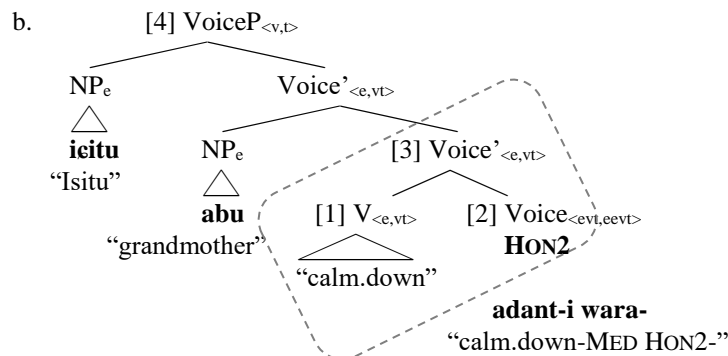 b. [4] VoiceP<v,t>
NPe Voice’<e,vt>
iɕitu NPe [3] Voice’<e,vt>
“Isitu”
abu [1] V<e,vt> [2] Voice<evt,eevt>
“grandmother” HON2
“calm.down”
adant-i wara-
“calm.down-MED HON2-”